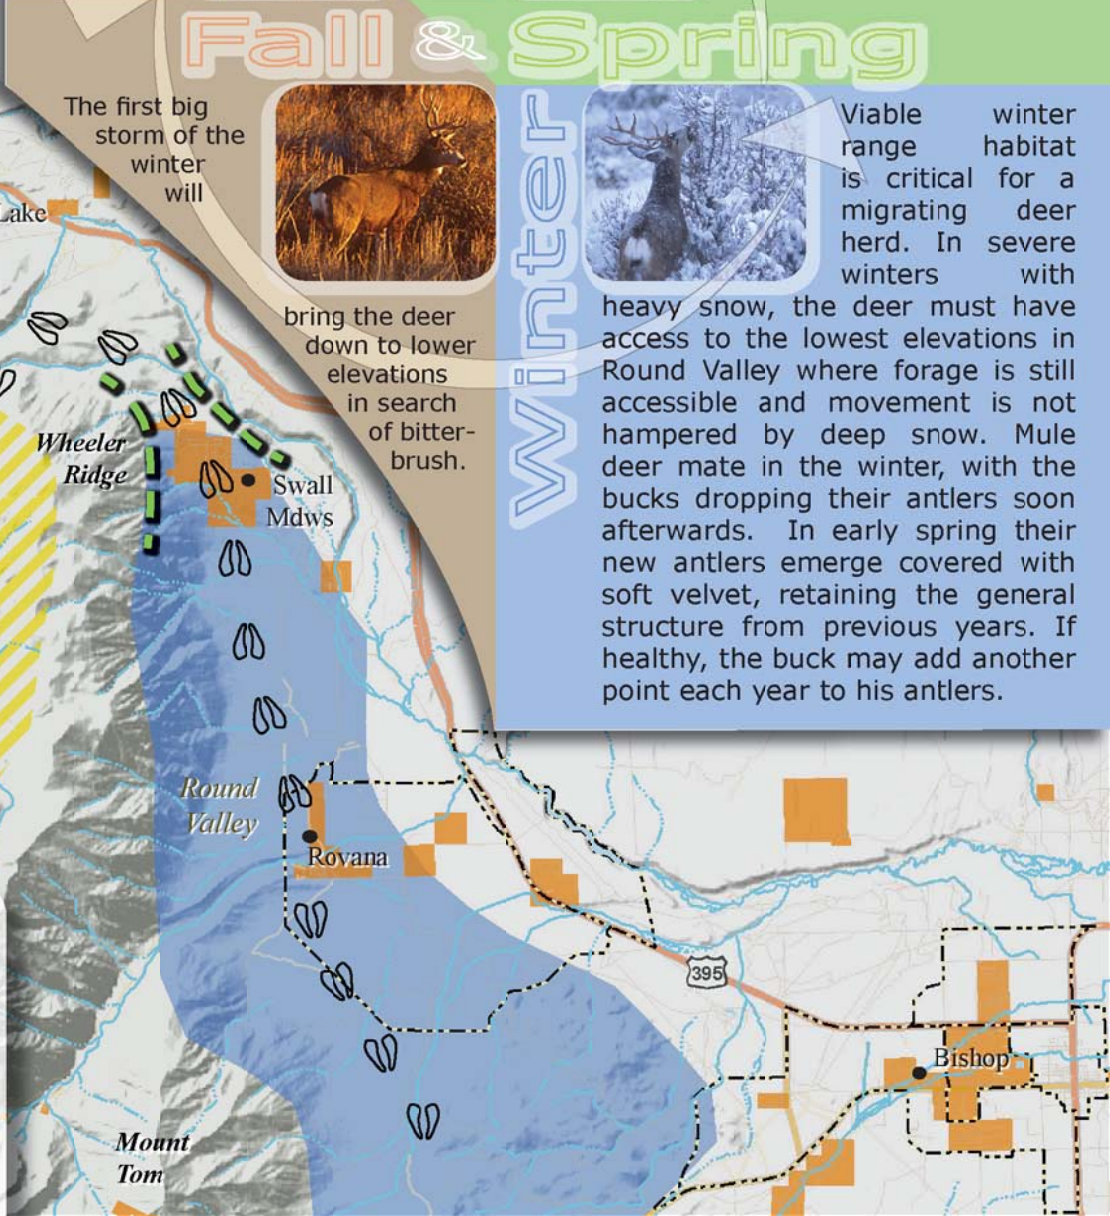 Fall & Spring
The first big
storm of the
winter
will
bring the deer
down to lower
elevations
in search
of bitter-
brush.
Winter
Viable winter
range habitat
is critical for a
migrating deer
herd. In severe
winters with
heavy snow, the deer must have
access to the lowest elevations in
Round Valley where forage is still
accessible and movement is not
hampered by deep snow. Mule
deer mate in the winter, with the
bucks dropping their antlers soon
afterwards. In early spring their
new antlers emerge covered with
soft velvet, retaining the general
structure from previous years. If
healthy, the buck may add another
point each year to his antlers.
Lake
Wheeler
Ridge
Swall
Mdws
Round
Valley
Rovana
395
Bishop
Mount
Tom